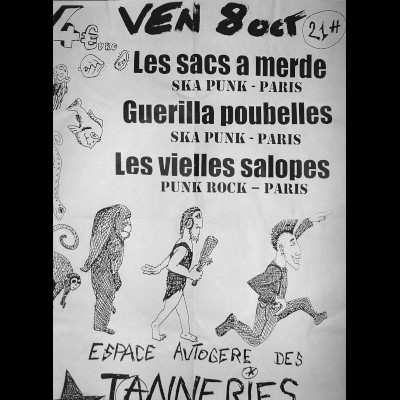 VEN 8 OCT 21H
4€ EURO
Les sacs a merde
SKA PUNK - PARIS
Guerilla poubelles
SKA PUNK - PARIS
Les vielles salopes
PUNK ROCK – PARIS
ESPACE AUTOGERE DES
TANNERIES